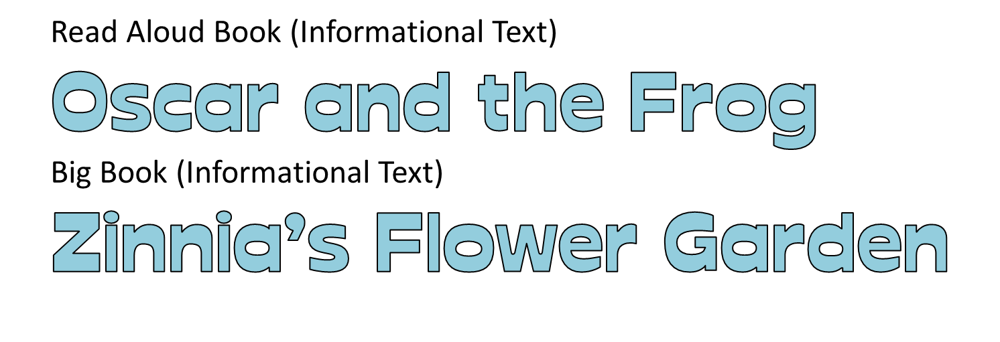 Read Aloud Book (Informational Text)
Oscar and the Frog
Big Book (Informational Text)
Zinnia’s Flower Garden